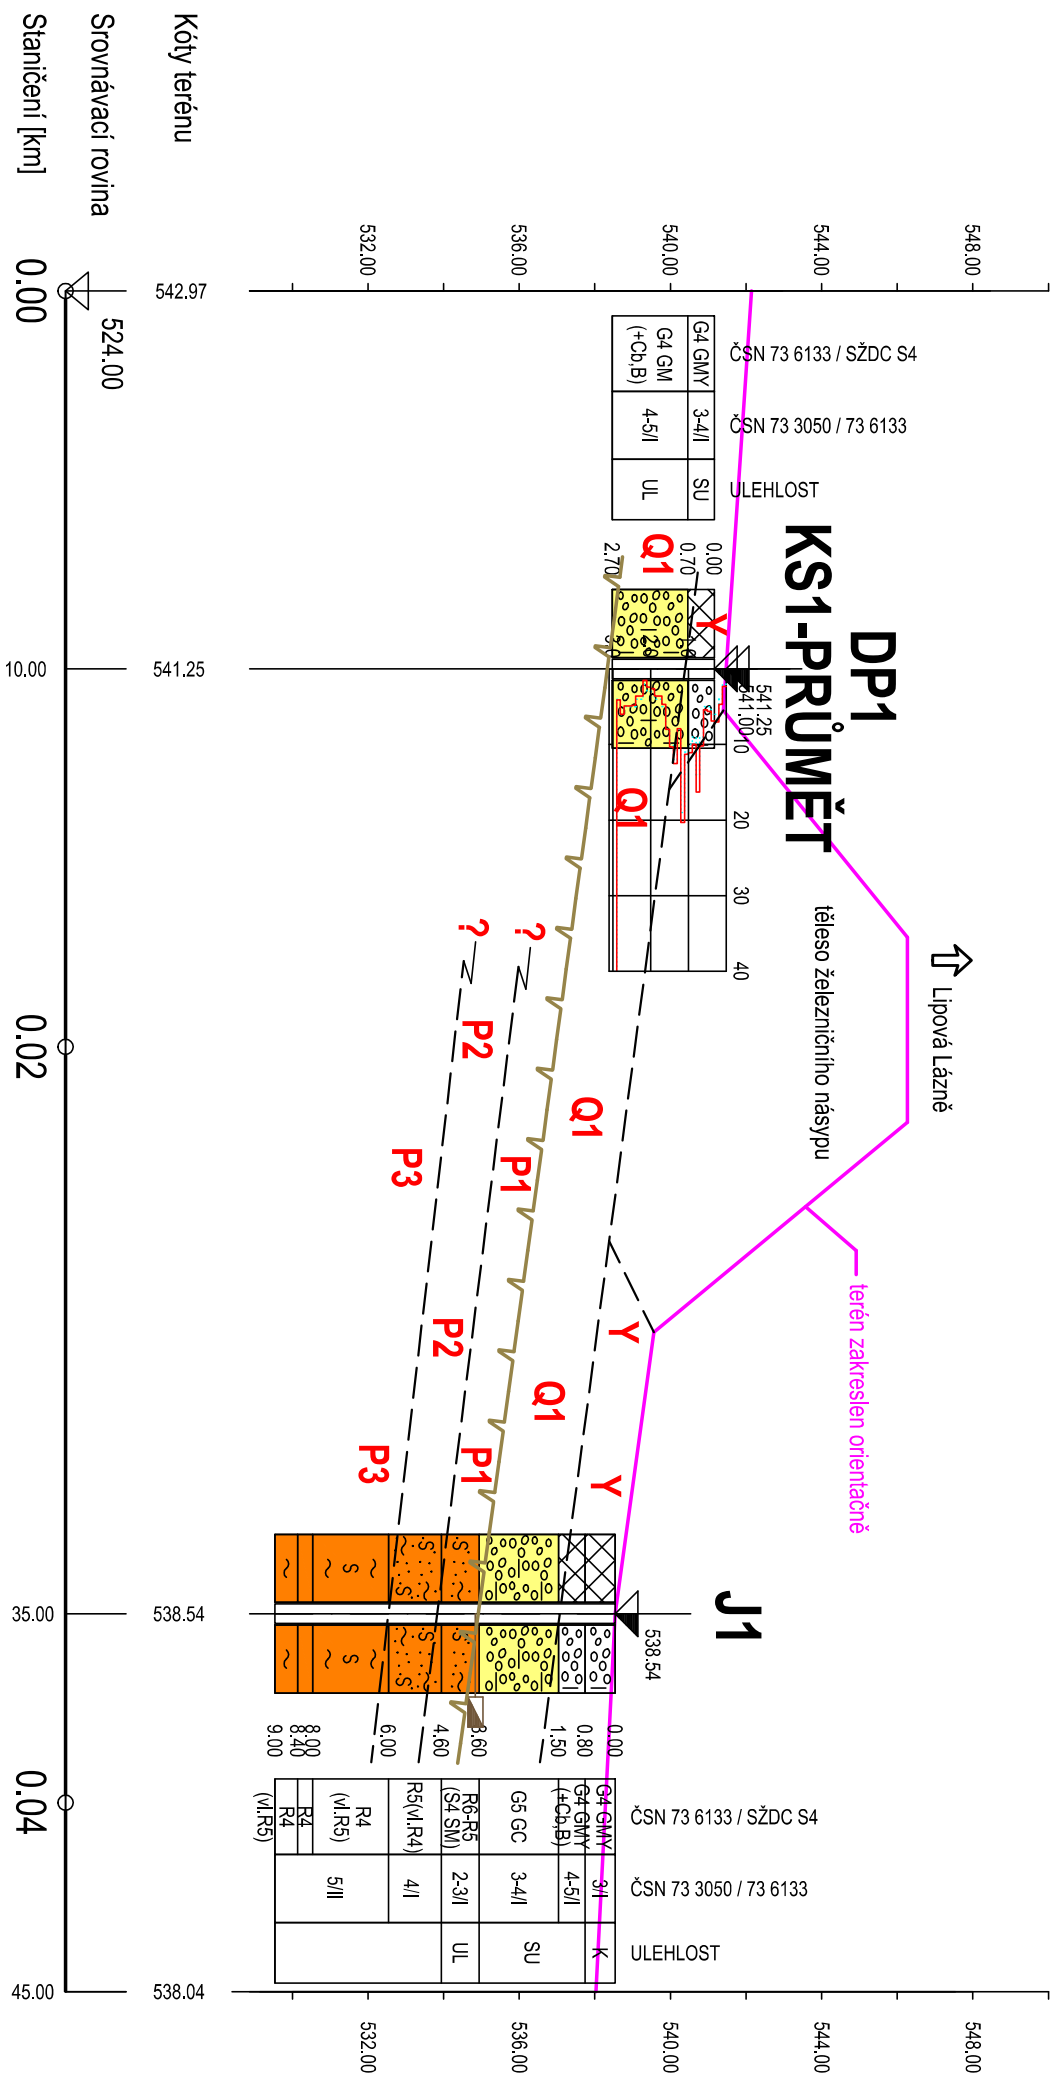 Lipová Lázně
DP1
KS1-PRŮMĚT
J1
těleso železničního násypu
terén zakreslen orientačně
548.00
544.00
540.00
536.00
532.00
548.00
544.00
540.00
536.00
532.00
ČSN 73 6133 / SŽDC S4
ČSN 73 3050 / 73 6133
ULEHLOST
G4 GMY
3-4/I
SU
G4 GM
(+Cb,B)
4-5/I
UL
0.00
0.70
2.70
541.25
541.00
10
20
30
40
Y
Q1
Q1
Q1
Q1
Y
Y
P1
P1
P2
P2
P3
P3
?
?
538.54
0.00
0.80
1.50
3.60
4.60
6.00
8.00
8.40
9.00
ČSN 73 6133 / SŽDC S4
ČSN 73 3050 / 73 6133
ULEHLOST
G4 GMY
3/I
K
G4 GMY
(+Cb,B)
4-5/I
SU
G5 GC
3-4/I
R6-R5
(S4 SM)
2-3/I
UL
R5(vl.R4)
4/I
R4
(vl.R5)
5/II
R4
R4
(vl.R5)
Kóty terénu
542.97
541.25
538.54
538.04
Srovnávací rovina
524.00
Staničení [km]
0.00
10.00
0.02
35.00
0.04
45.00